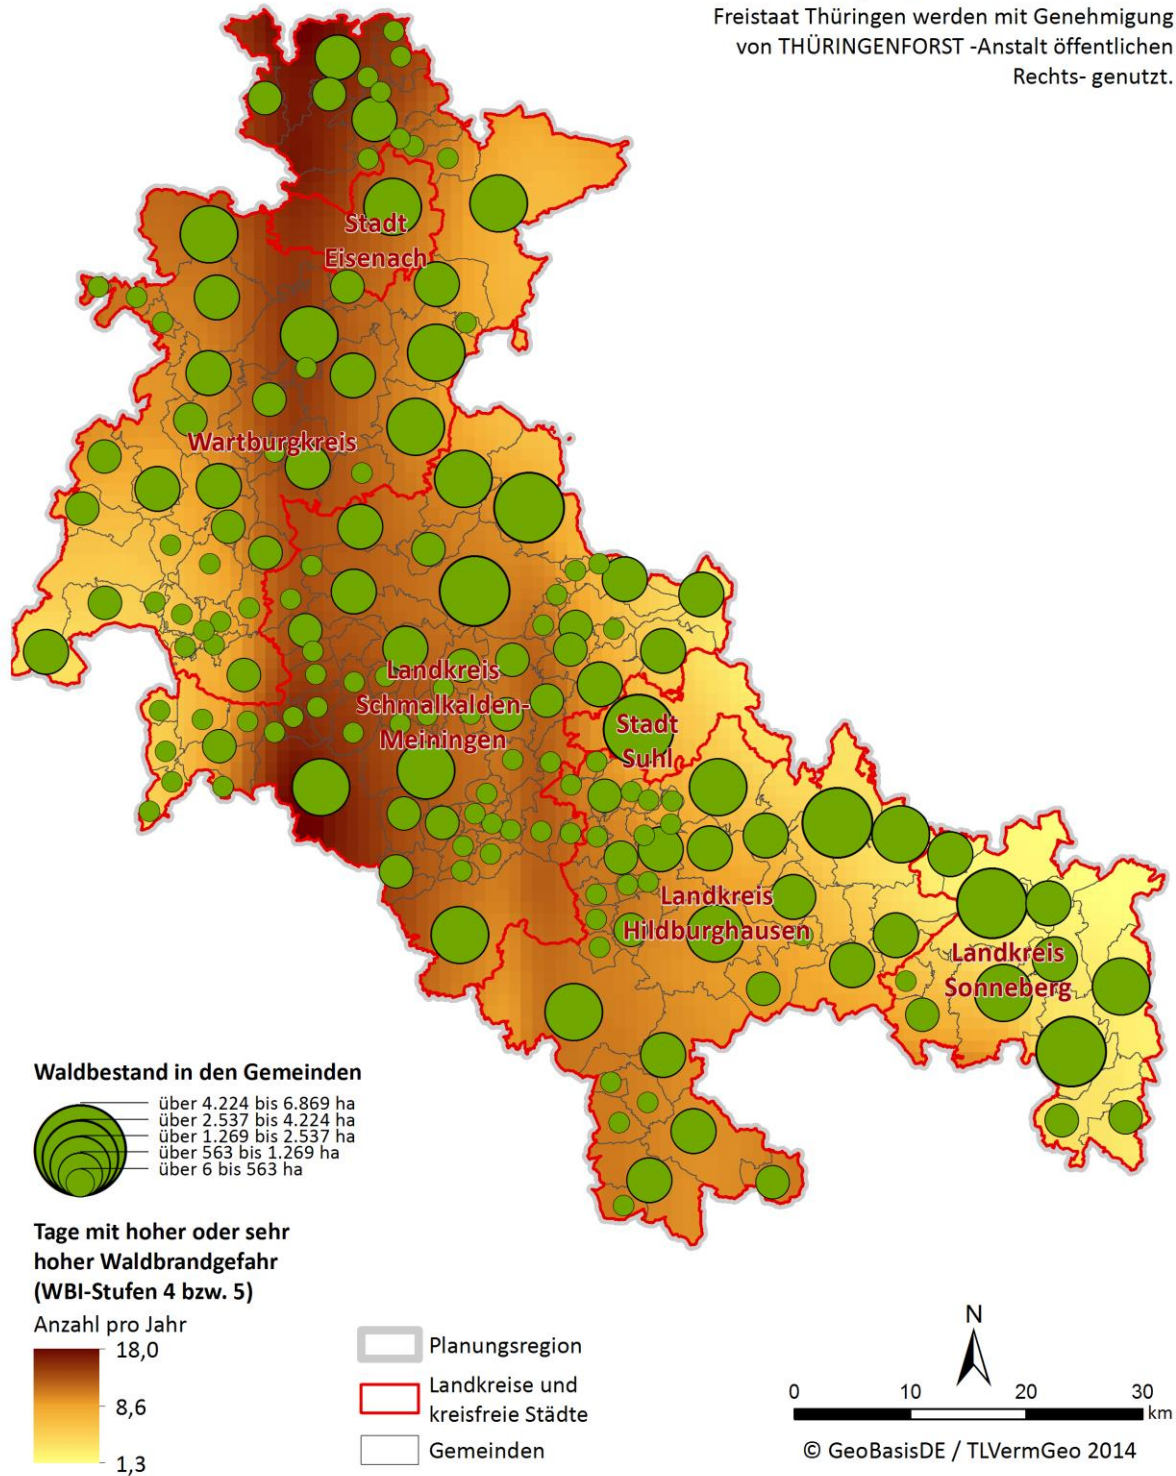 Freistaat Thüringen werden mit Genehmigung
von THÜRINGENFORST -Anstalt öffentlichen
Rechts- genutzt.
Stadt
Eisenach
Wartburgkreis
Landkreis
Schmalkalden-
Meiningen
Stadt
Suhl
Landkreis
Hildburghausen
Landkreis
Sonneberg
Waldbestand in den Gemeinden
über 4.224 bis 6.869 ha
über 2.537 bis 4.224 ha
über 1.269 bis 2.537 ha
über 563 bis 1.269 ha
über 6 bis 563 ha
Tage mit hoher oder sehr
hoher Waldbrandgefahr
(WBI-Stufen 4 bzw. 5)
Anzahl pro Jahr
18,0
8,6
1,3
Planungsregion
Landkreise und
kreisfreie Städte
Gemeinden
N
0 10 20 30
km
© GeoBasisDE / TLVermGeo 2014